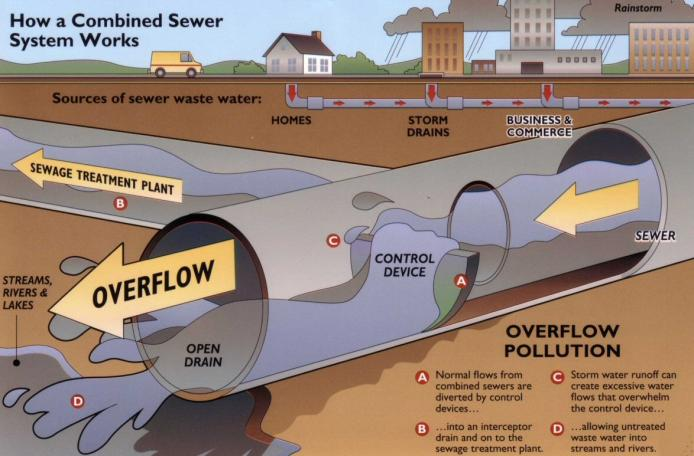 How a Combined Sewer
System Works
Rainstorm
Sources of sewer waste water:
HOMES
STORM
DRAINS
BUSINESS &
COMMERCE
SEWAGE TREATMENT PLANT
B
C
CONTROL
DEVICE
A
SEWER
OVERFLOW
STREAMS,
RIVERS &
LAKES
OPEN
DRAIN
D
OVERFLOW
POLLUTION
A Normal flows from
combined sewers are
diverted by control
devices...
B ...into an interceptor
drain and on to the
sewage treatment plant.
C Storm water runoff can
create excessive water
flows that overwhelm
the control device...
D ...allowing untreated
waste water into
streams and rivers.